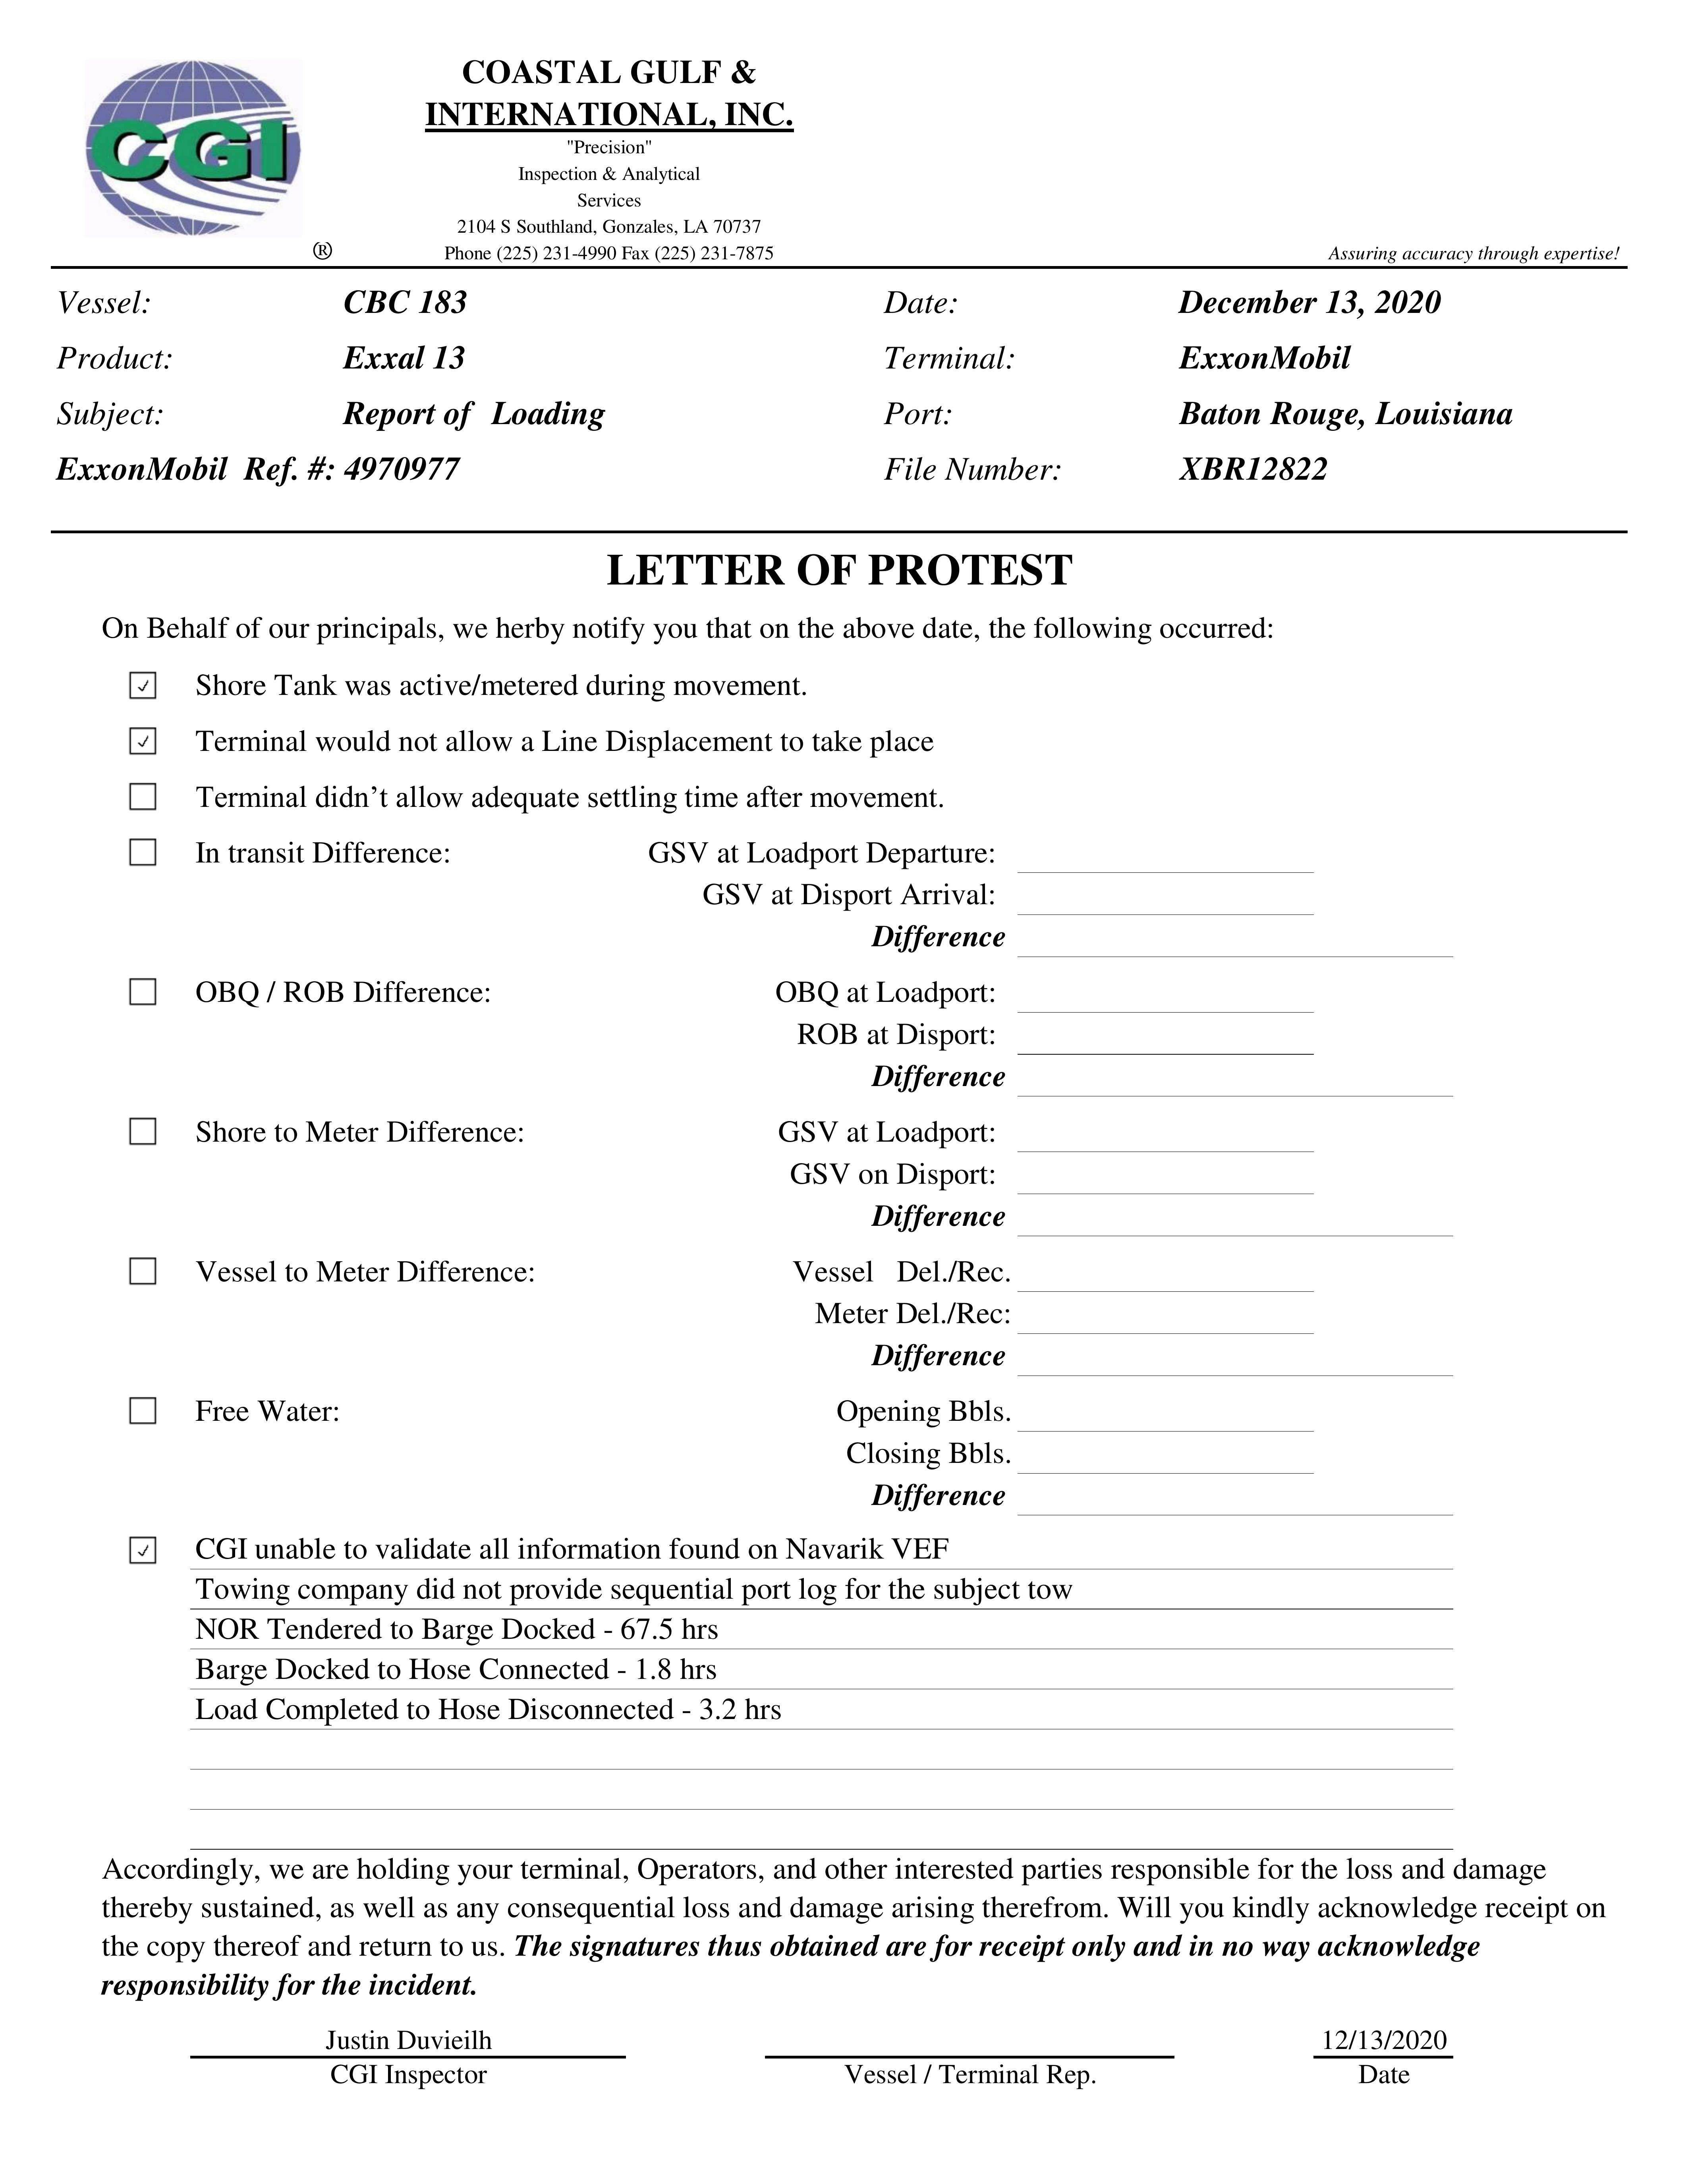 CGI
®
COASTAL GULF &
INTERNATIONAL, INC.
"Precision"
Inspection & Analytical
Services
2104 S Southland, Gonzales, LA 70737
Phone (225) 231-4990 Fax (225) 231-7875
Assuring accuracy through expertise!
Vessel: CBC 183 Date: December 13, 2020
Product: Exxal 13 Terminal: ExxonMobil
Subject: Report of Loading Port: Baton Rouge, Louisiana
ExxonMobil Ref. #: 4970977 File Number: XBR12822
LETTER OF PROTEST
On Behalf of our principals, we herby notify you that on the above date, the following occurred:
✓ Shore Tank was active/metered during movement.
✓ Terminal would not allow a Line Displacement to take place
Terminal didn’t allow adequate settling time after movement.
In transit Difference: GSV at Loadport Departure:
GSV at Disport Arrival:
Difference
OBQ / ROB Difference: OBQ at Loadport:
ROB at Disport:
Difference
Shore to Meter Difference: GSV at Loadport:
GSV on Disport:
Difference
Vessel to Meter Difference: Vessel Del./Rec.
Meter Del./Rec:
Difference
Free Water: Opening Bbls.
Closing Bbls.
Difference
✓ CGI unable to validate all information found on Navarik VEF
Towing company did not provide sequential port log for the subject tow
NOR Tendered to Barge Docked - 67.5 hrs
Barge Docked to Hose Connected - 1.8 hrs
Load Completed to Hose Disconnected - 3.2 hrs
Accordingly, we are holding your terminal, Operators, and other interested parties responsible for the loss and damage
thereby sustained, as well as any consequential loss and damage arising therefrom. Will you kindly acknowledge receipt on
the copy thereof and return to us. The signatures thus obtained are for receipt only and in no way acknowledge
responsibility for the incident.
Justin Duvieilh 12/13/2020
CGI Inspector Vessel / Terminal Rep. Date